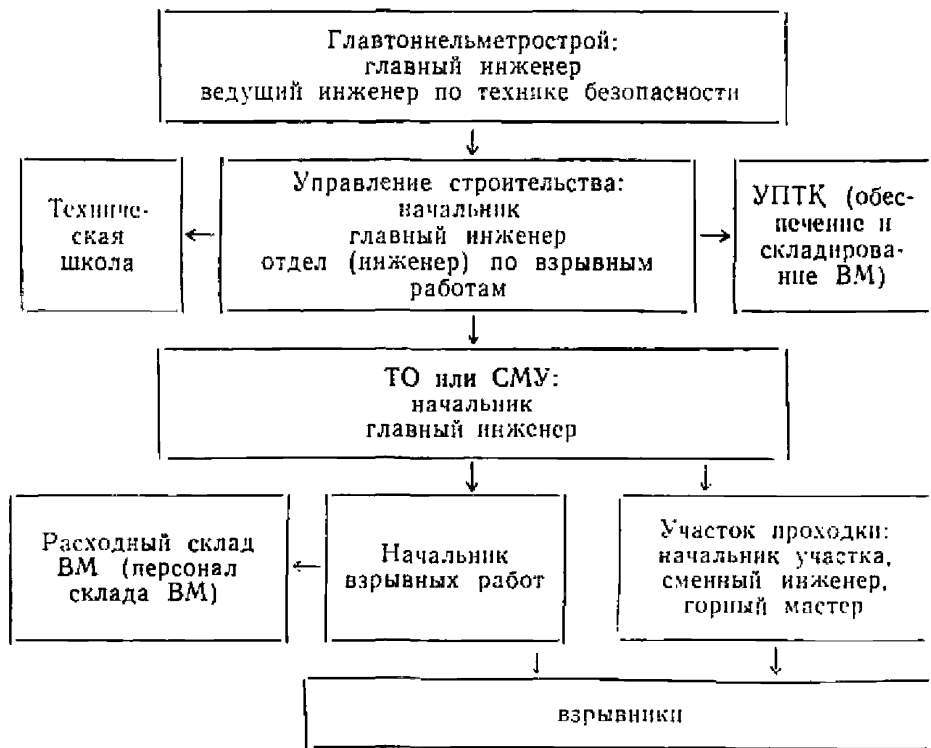 Главтоннельметрострой:
главный инженер
ведущий инженер по технике безопасности
Техниче-
ская
школа
Управление строительства:
начальник
главный инженер
отдел (инженер) по взрывным
работам
УПТК (обес-
печение и
складирова-
ние ВМ)
ТО или СМУ:
начальник
главный инженер
Расходный склад
ВМ (персонал
склада ВМ)
Начальник
взрывных работ
Участок проходки:
начальник участка,
сменный инженер,
горный мастер
взрывники